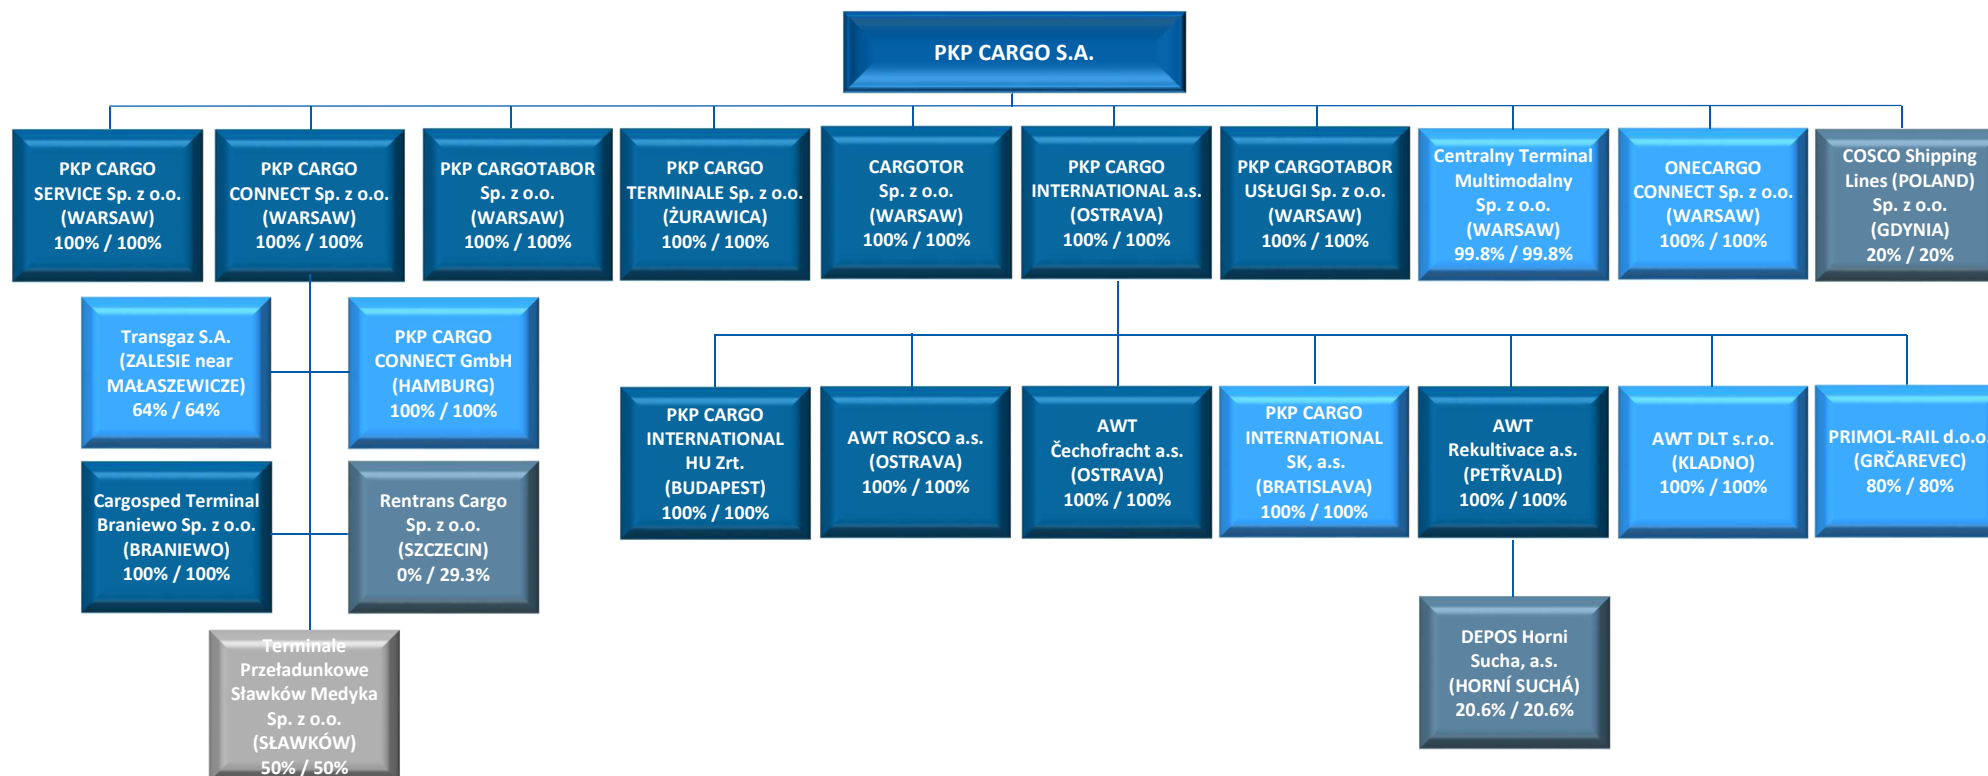 PKP CARGO S.A.
PKP CARGO
SERVICE Sp. z o.o.
(WARSAW)
100% / 100%
PKP CARGO
CONNECT Sp. z o.o.
(WARSAW)
100% / 100%
PKP CARGOTABOR
Sp. z o.o.
(WARSAW)
100% / 100%
PKP CARGO
TERMINALE Sp. z o.o.
(ŻURAWICA)
100% / 100%
CARGOTOR
Sp. z o.o.
(WARSAW)
100% / 100%
PKP CARGO
INTERNATIONAL a.s.
(OSTRAVA)
100% / 100%
PKP CARGOTABOR
USŁUGI Sp. z o.o.
(WARSAW)
100% / 100%
Centralny Terminal
Multimodalny
Sp. z o.o.
(WARSAW)
99.8% / 99.8%
ONECARGO
CONNECT Sp. z o.o.
(WARSAW)
100% / 100%
COSCO Shipping
Lines (POLAND)
Sp. z o.o.
(GDYNIA)
20% / 20%
Transgaz S.A.
(ZALESIE near
MAŁASZEWICZE)
64% / 64%
PKP CARGO
CONNECT GmbH
(HAMBURG)
100% / 100%
Cargosped Terminal
Braniewo Sp. z o.o.
(BRANIEWO)
100% / 100%
Rentrans Cargo
Sp. z o.o.
(SZCZECIN)
0% / 29.3%
Terminale
Przeładunkowe
Sławków Medyka
Sp. z o.o.
(SŁAWKÓW)
50% / 50%
PKP CARGO
INTERNATIONAL
HU Zrt.
(BUDAPEST)
100% / 100%
AWT ROSCO a.s.
(OSTRAVA)
100% / 100%
AWT
Čechofracht a.s.
(OSTRAVA)
100% / 100%
PKP CARGO
INTERNATIONAL
SK, a.s.
(BRATISLAVA)
100% / 100%
AWT
Rekultivace a.s.
(PETŘVALD)
100% / 100%
AWT DLT s.r.o.
(KLADNO)
100% / 100%
PRIMOL-RAIL d.o.o.
(GRČAREVEC)
80% / 80%
DEPOS Horni
Sucha, a.s.
(HORNÍ SUCHÁ)
20.6% / 20.6%